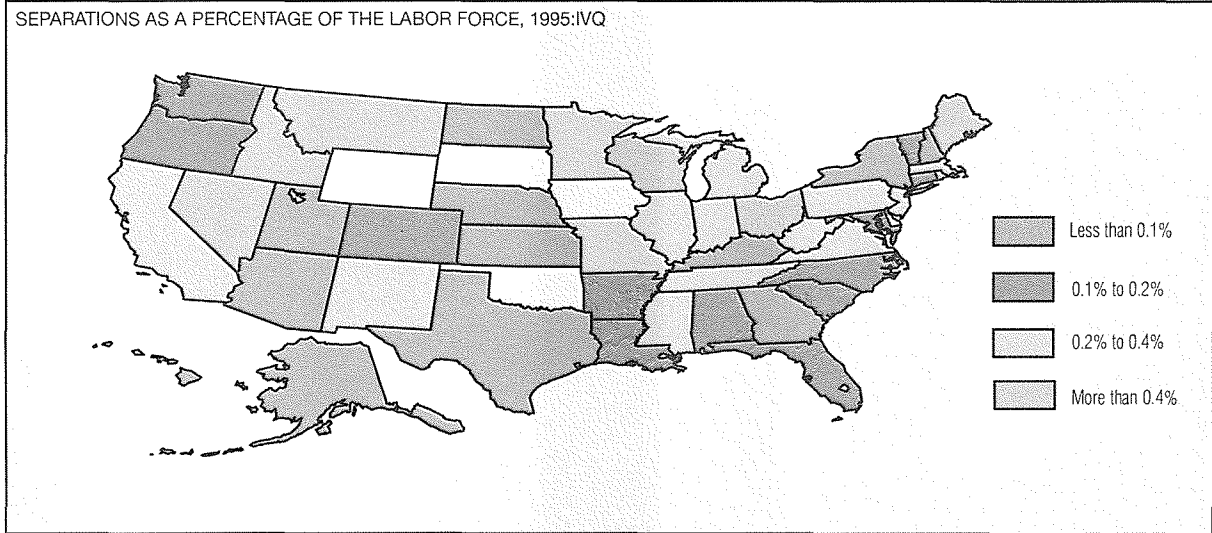 SEPARATIONS AS A PERCENTAGE OF THE LABOR FORCE, 1995:IVQ
Less than 0.1%
0.1% to 0.2%
0.2% to 0.4%
More than 0.4%